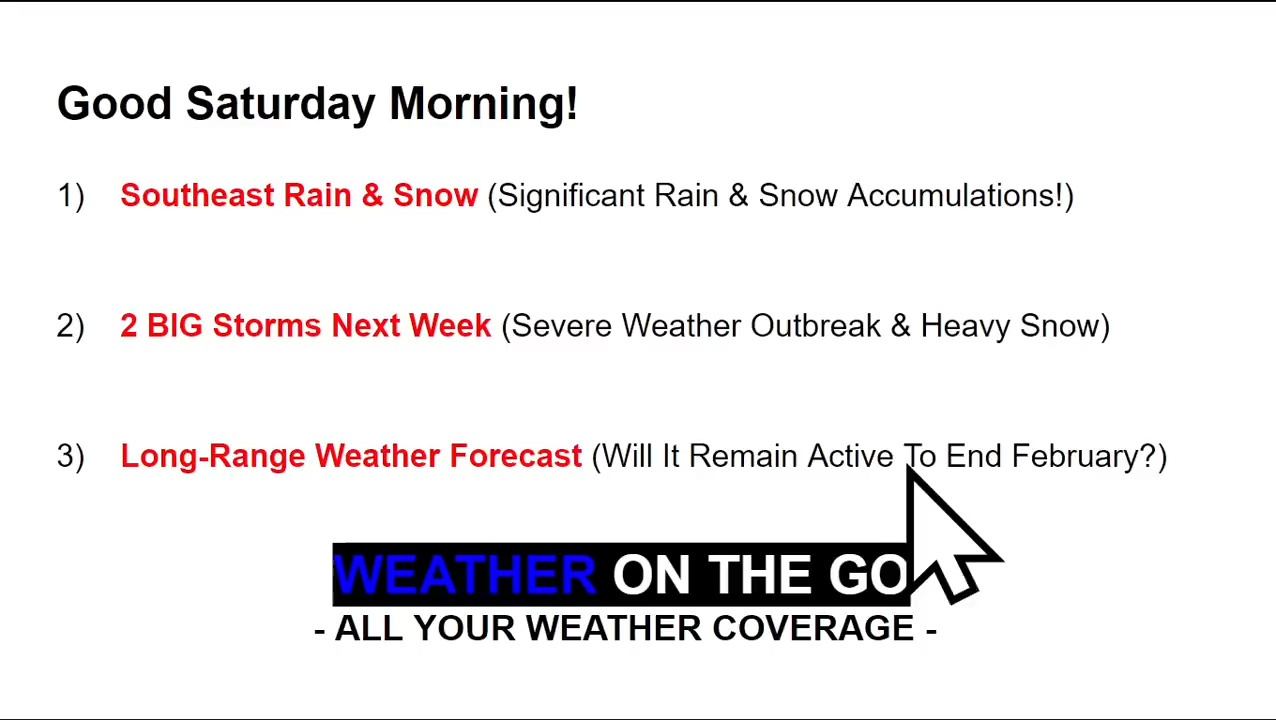 Good Saturday Morning!
1) Southeast Rain & Snow (Significant Rain & Snow Accumulations!)
2) 2 BIG Storms Next Week (Severe Weather Outbreak & Heavy Snow)
3) Long-Range Weather Forecast (Will It Remain Active To End February?)
WEATHER ON THE GO
- ALL YOUR WEATHER COVERAGE -